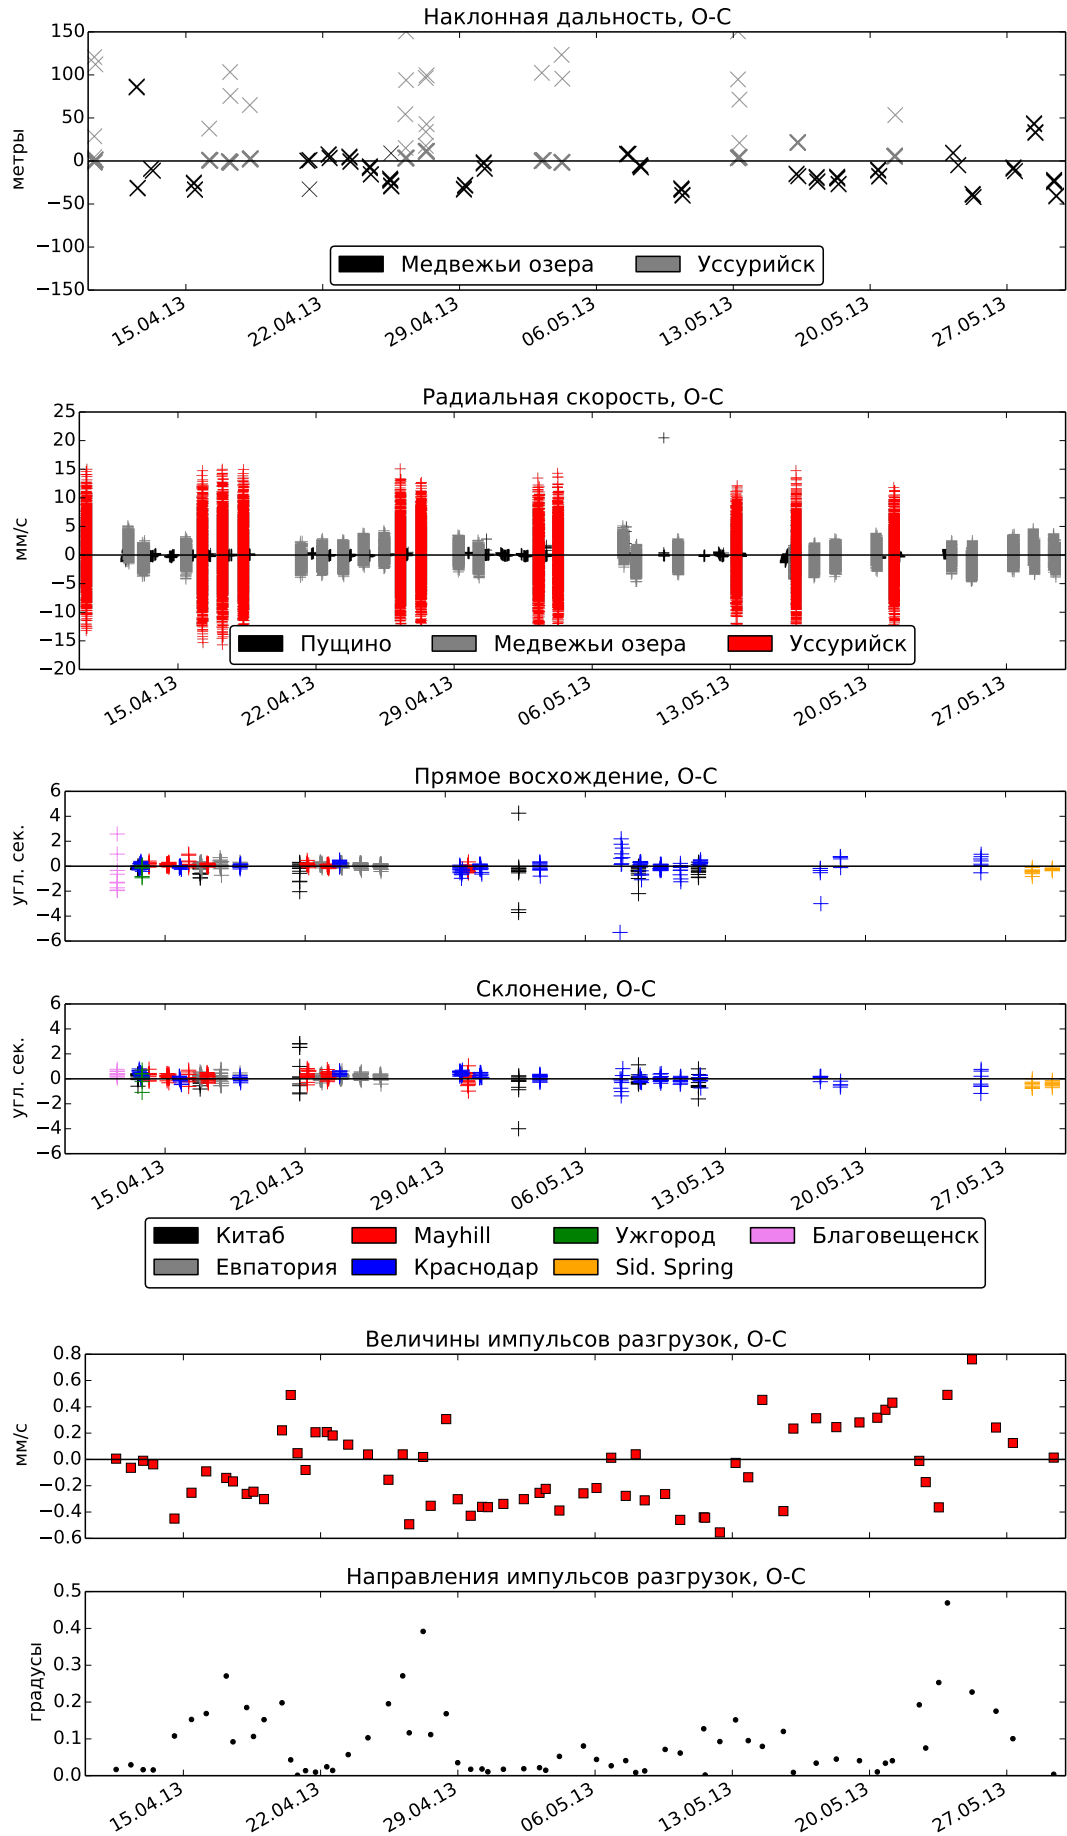 Наклонная дальность, O-C
150
100
50
0
−50
−100
−150
метры
Медвежьи озера Уссурийск
15.04.13 22.04.13 29.04.13 06.05.13 13.05.13 20.05.13 27.05.13
Радиальная скорость, O-C
25
20
15
10
5
0
−5
−10
−15
−20
мм/с
Пущино Медвежьи озера Уссурийск
15.04.13 22.04.13 29.04.13 06.05.13 13.05.13 20.05.13 27.05.13
Прямое восхождение, O-C
6
4
2
0
−2
−4
−6
угл. сек.
Склонение, O-C
6
4
2
0
−2
−4
−6
угл. сек.
15.04.13 22.04.13 29.04.13 06.05.13 13.05.13 20.05.13 27.05.13
Китаб Mayhill Ужгород Благовещенск
Евпатория Краснодар Sid. Spring
Величины импульсов разгрузок, O-C
0.8
0.6
0.4
0.2
0.0
−0.2
−0.4
−0.6
мм/с
Направления импульсов разгрузок, O-C
0.5
0.4
0.3
0.2
0.1
0.0
градусы
15.04.13 22.04.13 29.04.13 06.05.13 13.05.13 20.05.13 27.05.13